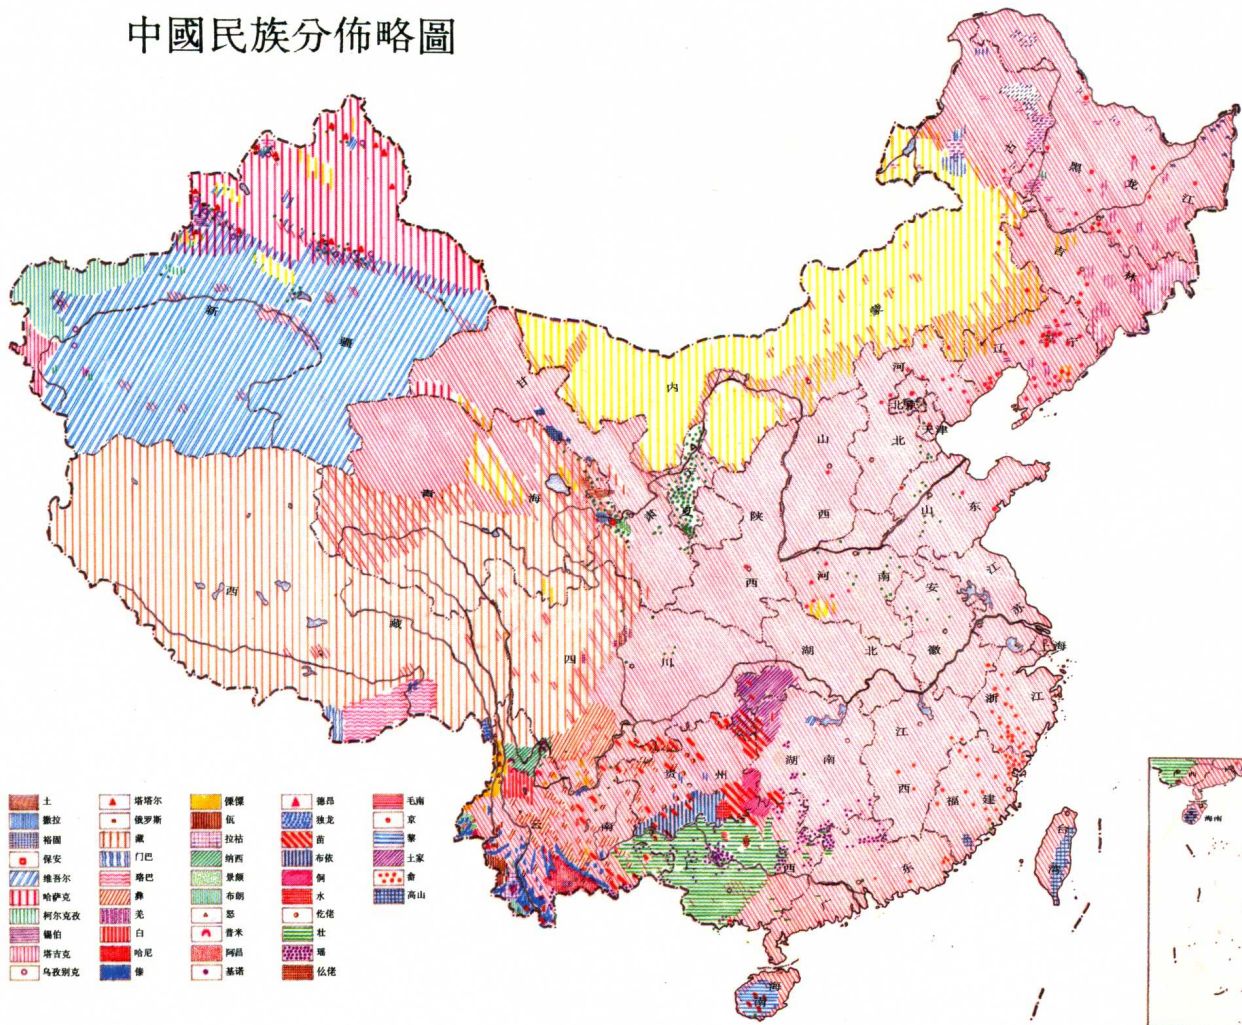 中國民族分佈略圖
黑
龙
江
吉
林
辽
宁
内
蒙
古
新
疆
甘
肃
青
海
宁
夏
陕
西
山
西
河
北
北京
天津
山
东
河
南
江
苏
安
徽
上海
浙
江
湖
北
四
川
西
藏
贵
州
湖
南
江
西
福
建
云
南
广
西
广
东
台
湾
海
南
海南
土
撒拉
裕固
保安
维吾尔
哈萨克
柯尔克孜
锡伯
塔吉克
乌孜别克
塔塔尔
俄罗斯
藏
门巴
珞巴
彝
羌
白
哈尼
傣
傈僳
佤
拉祜
纳西
景颇
布朗
怒
普米
阿昌
基诺
德昂
独龙
苗
布依
侗
水
仡佬
壮
瑶
仫佬
毛南
京
黎
土家
畲
高山